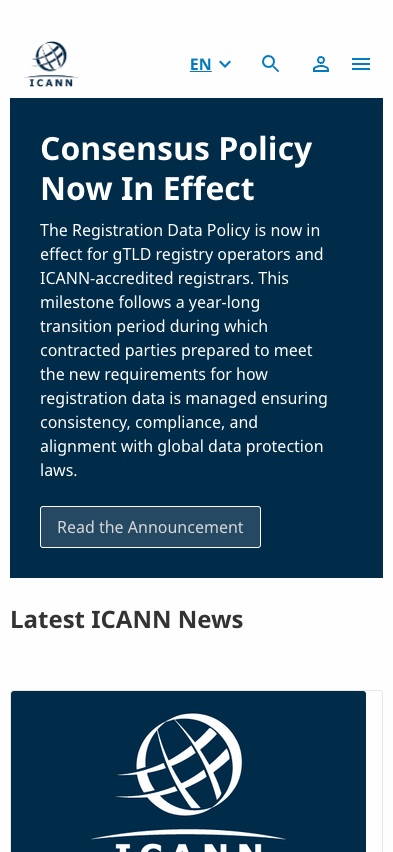 ICANN
EN
Consensus Policy
Now In Effect
The Registration Data Policy is now in
effect for gTLD registry operators and
ICANN-accredited registrars. This
milestone follows a year-long
transition period during which
contracted parties prepared to meet
the new requirements for how
registration data is managed ensuring
consistency, compliance, and
alignment with global data protection
laws.
Read the Announcement
Latest ICANN News
ICANN